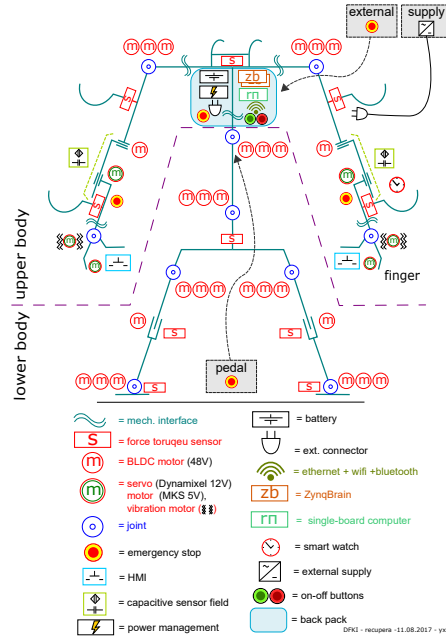 external
supply
m m m
m m m
s
s
s
zb
rn
m
m
m m m
m
m
s
s
m
m
m
m
s
finger
m m m
m m m
m
m
s
s
pedal
m m m
s
m m m
s
upper body
lower body
= mech. interface
s = force toruqeu sensor
m = BLDC motor (48V)
m = servo (Dynamixel 12V)
motor (MKS 5V),
vibration motor ( )
= joint
= emergency stop
= HMI
= capacitive sensor field
= power management
= battery
= ext. connector
= ethernet + wifi +bluetooth
zb = ZynqBrain
rn = single-board computer
= smart watch
= external supply
= on-off buttons
= back pack
DFKI - recupera -11.08.2017 - yx